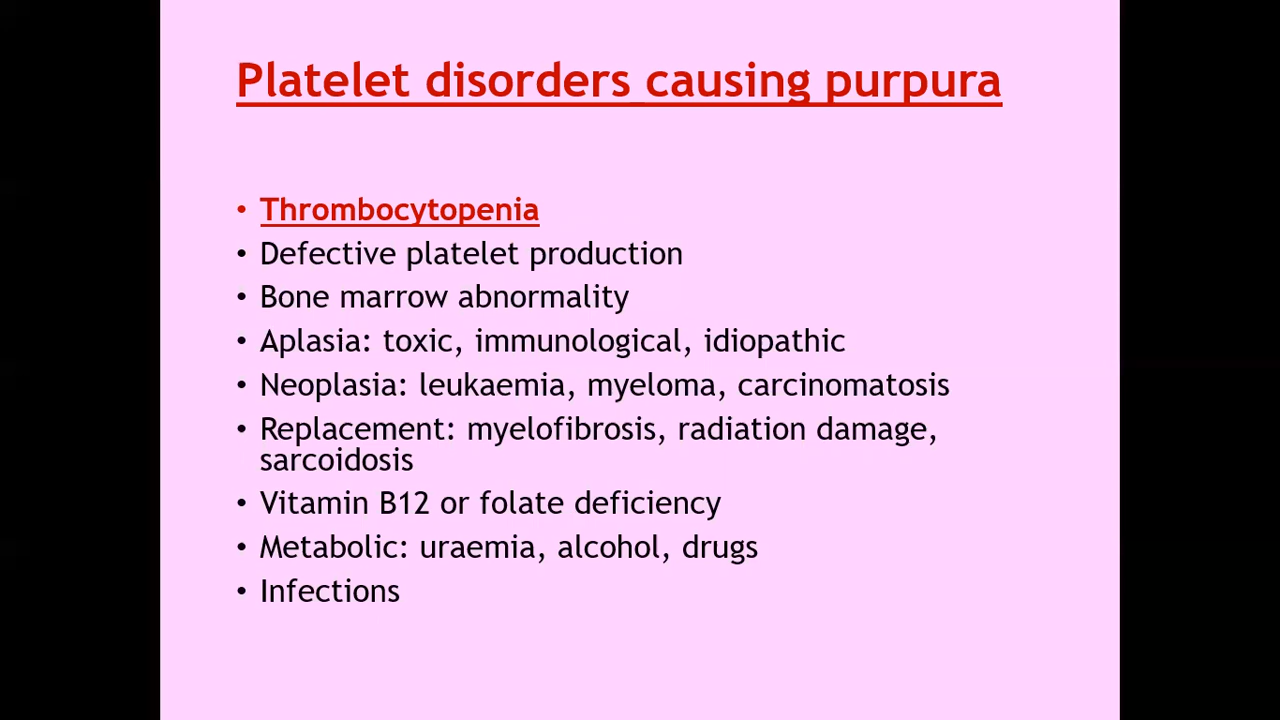 Platelet disorders causing purpura
• Thrombocytopenia
• Defective platelet production
• Bone marrow abnormality
• Aplasia: toxic, immunological, idiopathic
• Neoplasia: leukaemia, myeloma, carcinomatosis
• Replacement: myelofibrosis, radiation damage,
sarcoidosis
• Vitamin B12 or folate deficiency
• Metabolic: uraemia, alcohol, drugs
• Infections